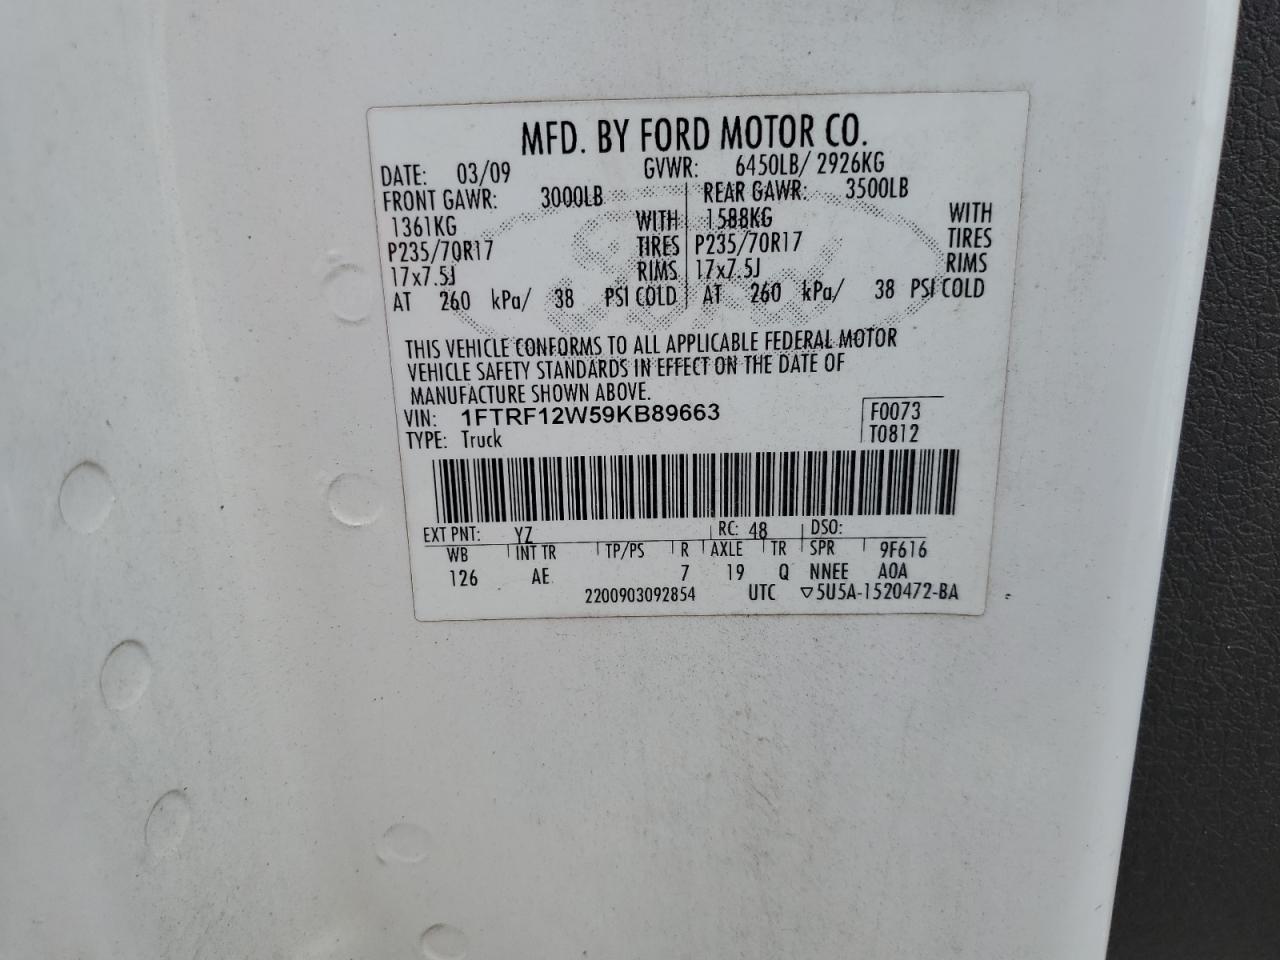 MFD. BY FORD MOTOR CO.
DATE: 03/09 GVWR: 6450LB/ 2926KG
FRONT GAWR: 3000LB REAR GAWR: 3500LB
1361KG WITH 1588KG WITH
P235/70R17 TIRES P235/70R17 TIRES
17x7.5J RIMS 17x7.5J RIMS
AT 260 kPa/ 38 PSI COLD AT 260 kPa/ 38 PSI COLD
THIS VEHICLE CONFORMS TO ALL APPLICABLE FEDERAL MOTOR
VEHICLE SAFETY STANDARDS IN EFFECT ON THE DATE OF
MANUFACTURE SHOWN ABOVE.
VIN: 1FTRF12W59KB89663 F0073
TYPE: Truck T0812
EXT PNT: YZ RC: 48 DSO:
WB INT TR TP/PS R AXLE TR SPR 9F616
126 AE 7 19 Q NNEE A0A
2200903092854 UTC ▽5U5A-1520472-BA